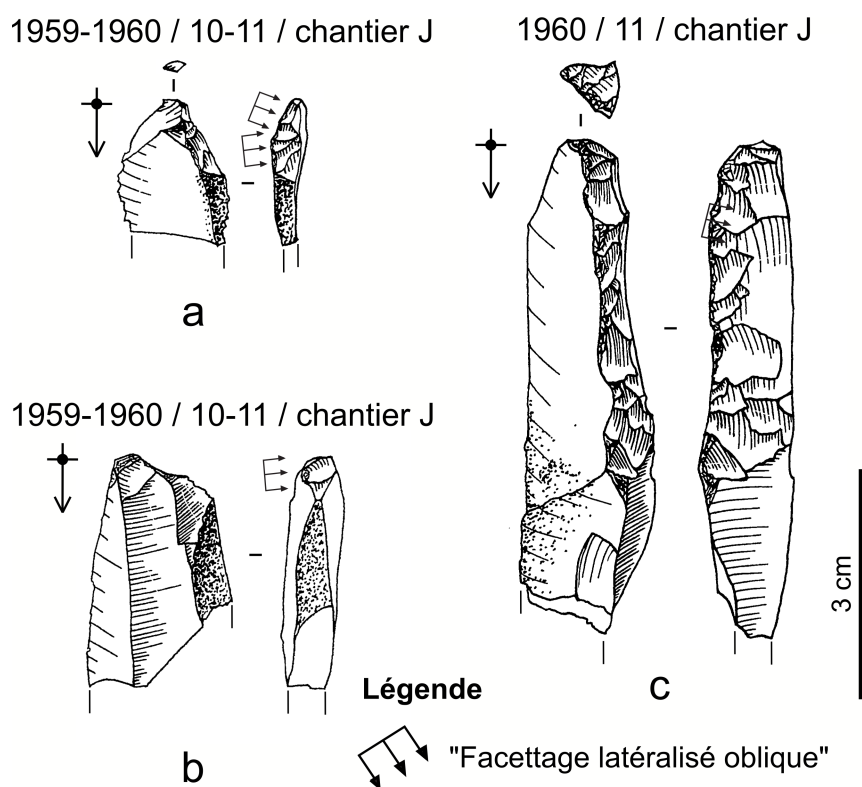 1959-1960 / 10-11 / chantier J
1960 / 11 / chantier J
a
1959-1960 / 10-11 / chantier J
3 cm
Légende
c
"Facettage latéralisé oblique"
b